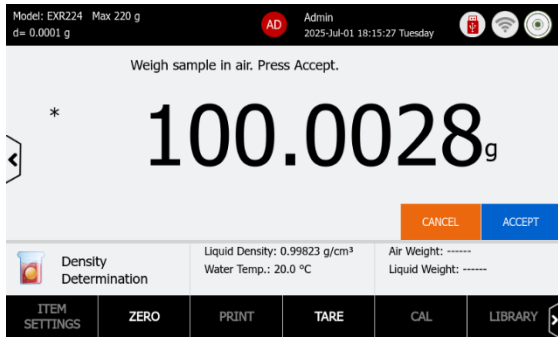 Model: EXR224 Max 220 g
d= 0.0001 g
AD
Admin
2025-Jul-01 18:15:27 Tuesday
Weigh sample in air. Press Accept.
*
100.0028 g
CANCEL
ACCEPT
Density
Determination
Liquid Density: 0.99823 g/cm³
Water Temp.: 20.0 °C
Air Weight: ------
Liquid Weight: ------
ITEM
SETTINGS
ZERO
PRINT
TARE
CAL
LIBRARY